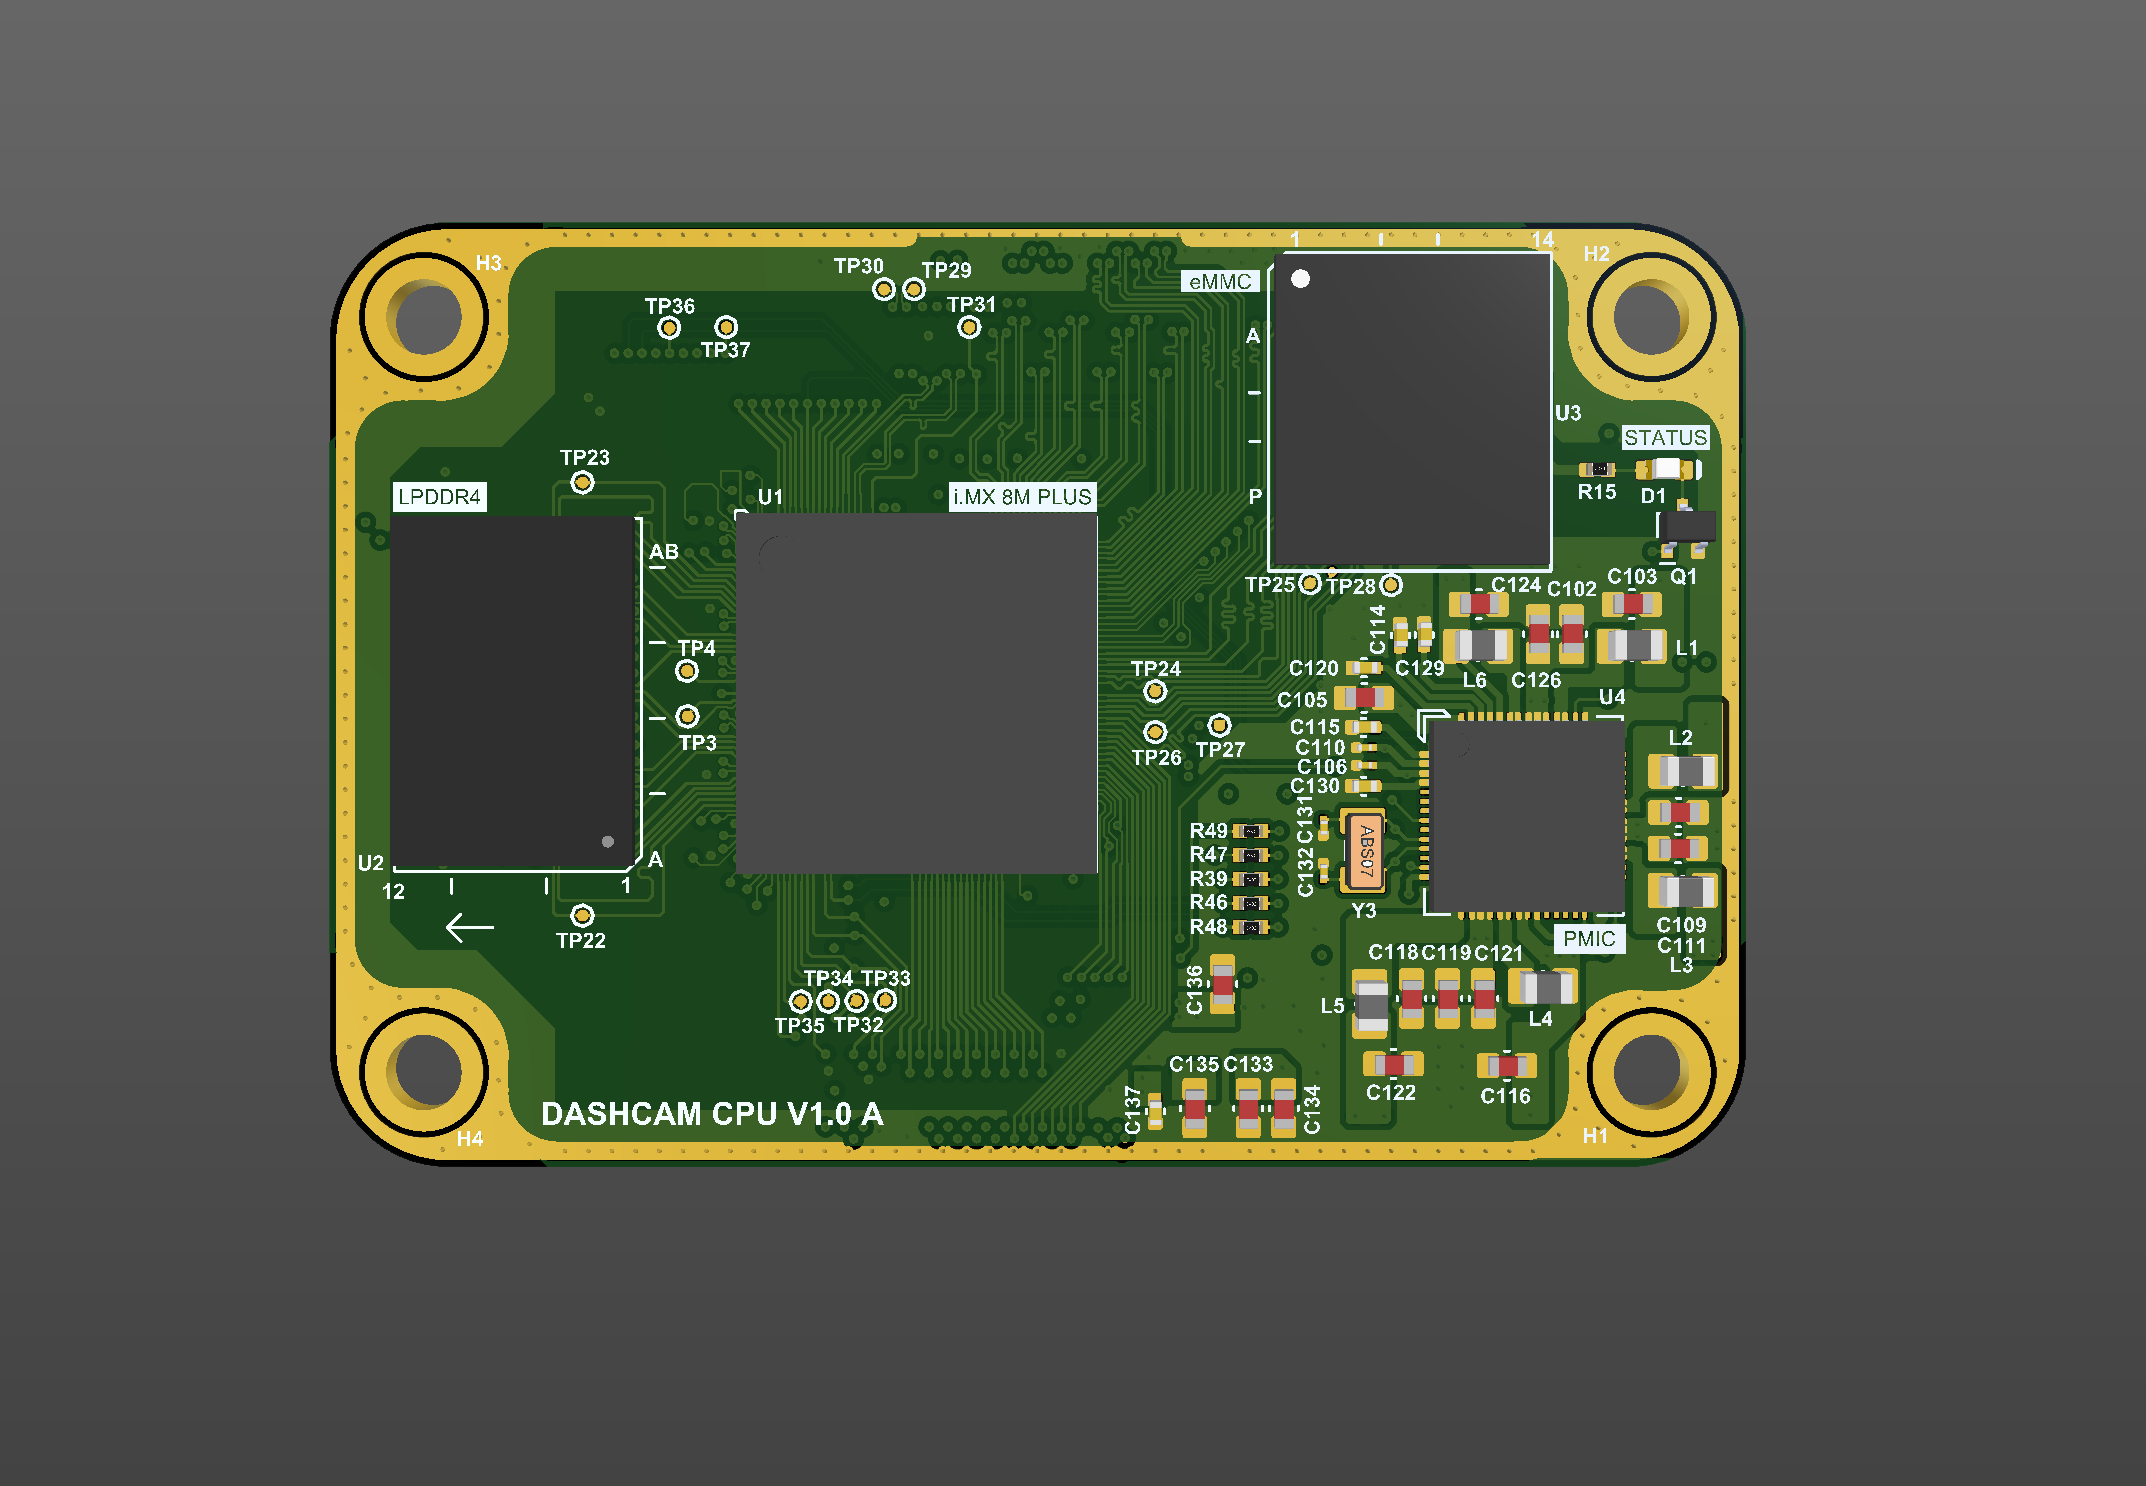 1
14
H3
H2
TP30
TP29
eMMC
TP36
TP31
A
TP37
U3
STATUS
TP23
LPDDR4
U1
i.MX 8M PLUS
P
R15
D1
AB
TP25
TP28
C124
C102
C103
Q1
C114
TP4
TP24
C120
C129
L6
C126
L1
C105
U4
TP3
TP26
TP27
C115
L2
C110
C106
C130
C131
R49
ABS07
R47
U2
A
C132
R39
12
1
R46
Y3
R48
C109
TP22
PMIC
C111
C118
C119
C121
L3
TP34
TP33
C136
L5
TP35
TP32
L4
C135
C133
C122
C116
DASHCAM CPU V1.0 A
C137
C134
H4
H1